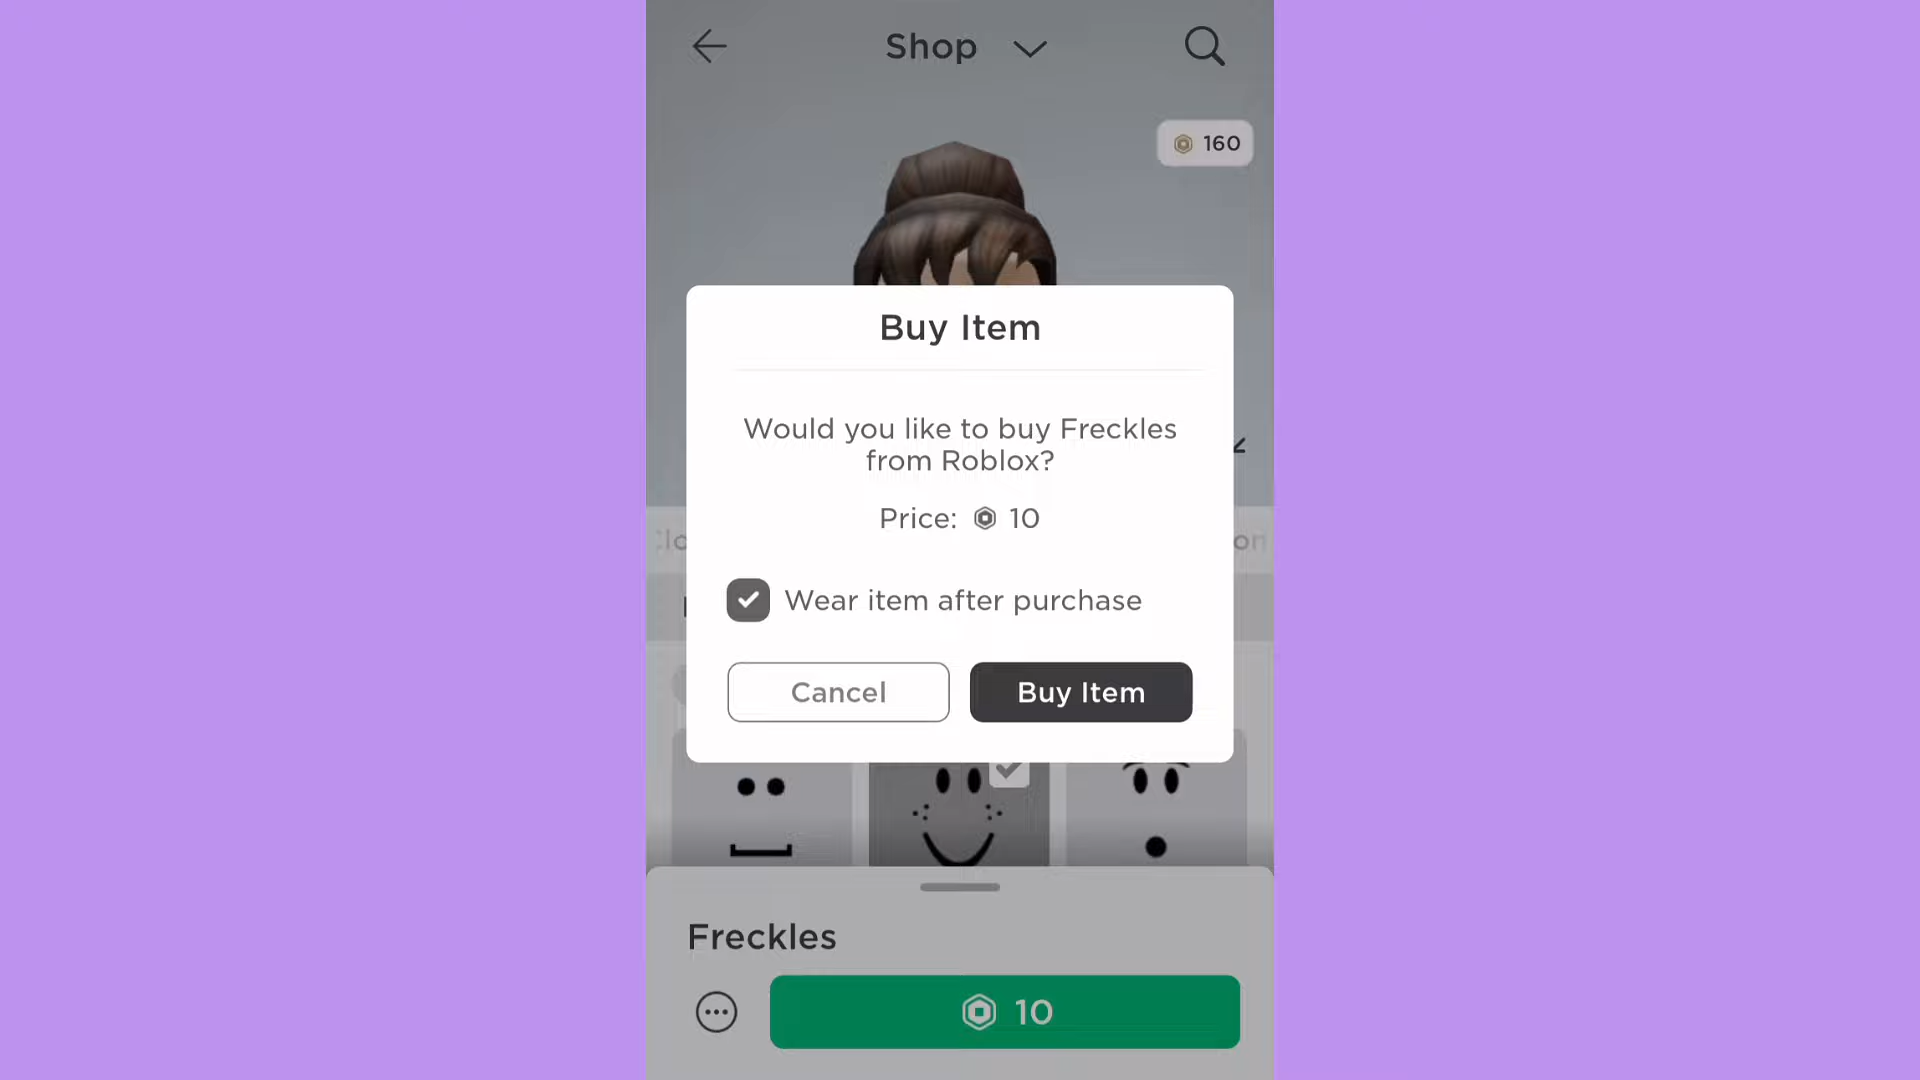 Shop
160
Buy Item
Would you like to buy Freckles
from Roblox?
Price: 10
Wear item after purchase
Cancel
Buy Item
Freckles
10